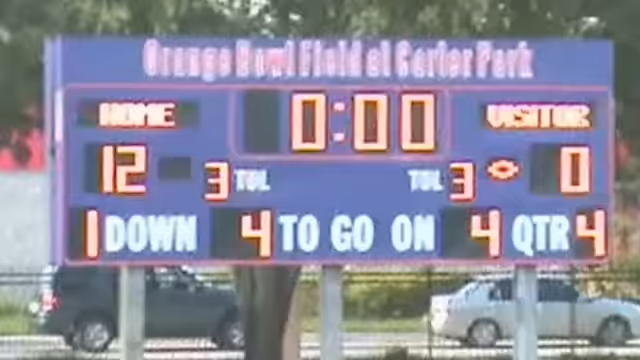 Orange Bowl Field at Carter Park
HOME 0:00 VISITOR
12 3 TOL TOL 3 0
1 DOWN 4 TO GO ON 4 QTR 4